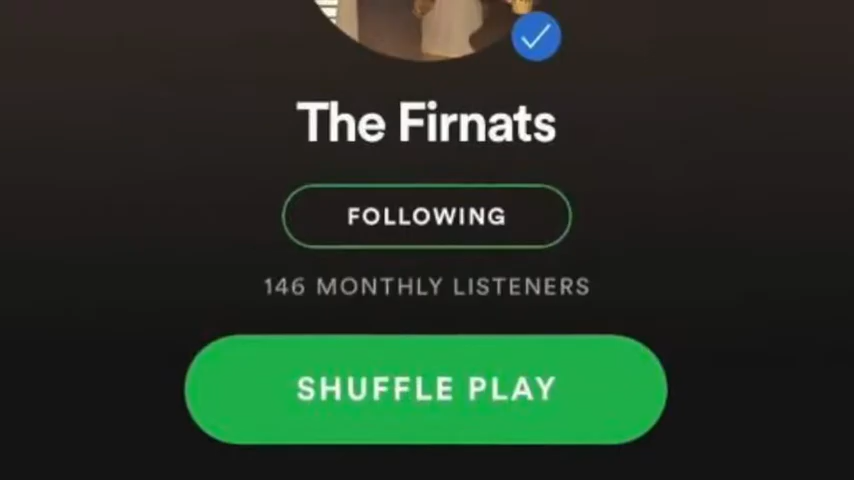 The Firnats
FOLLOWING
146 MONTHLY LISTENERS
SHUFFLE PLAY